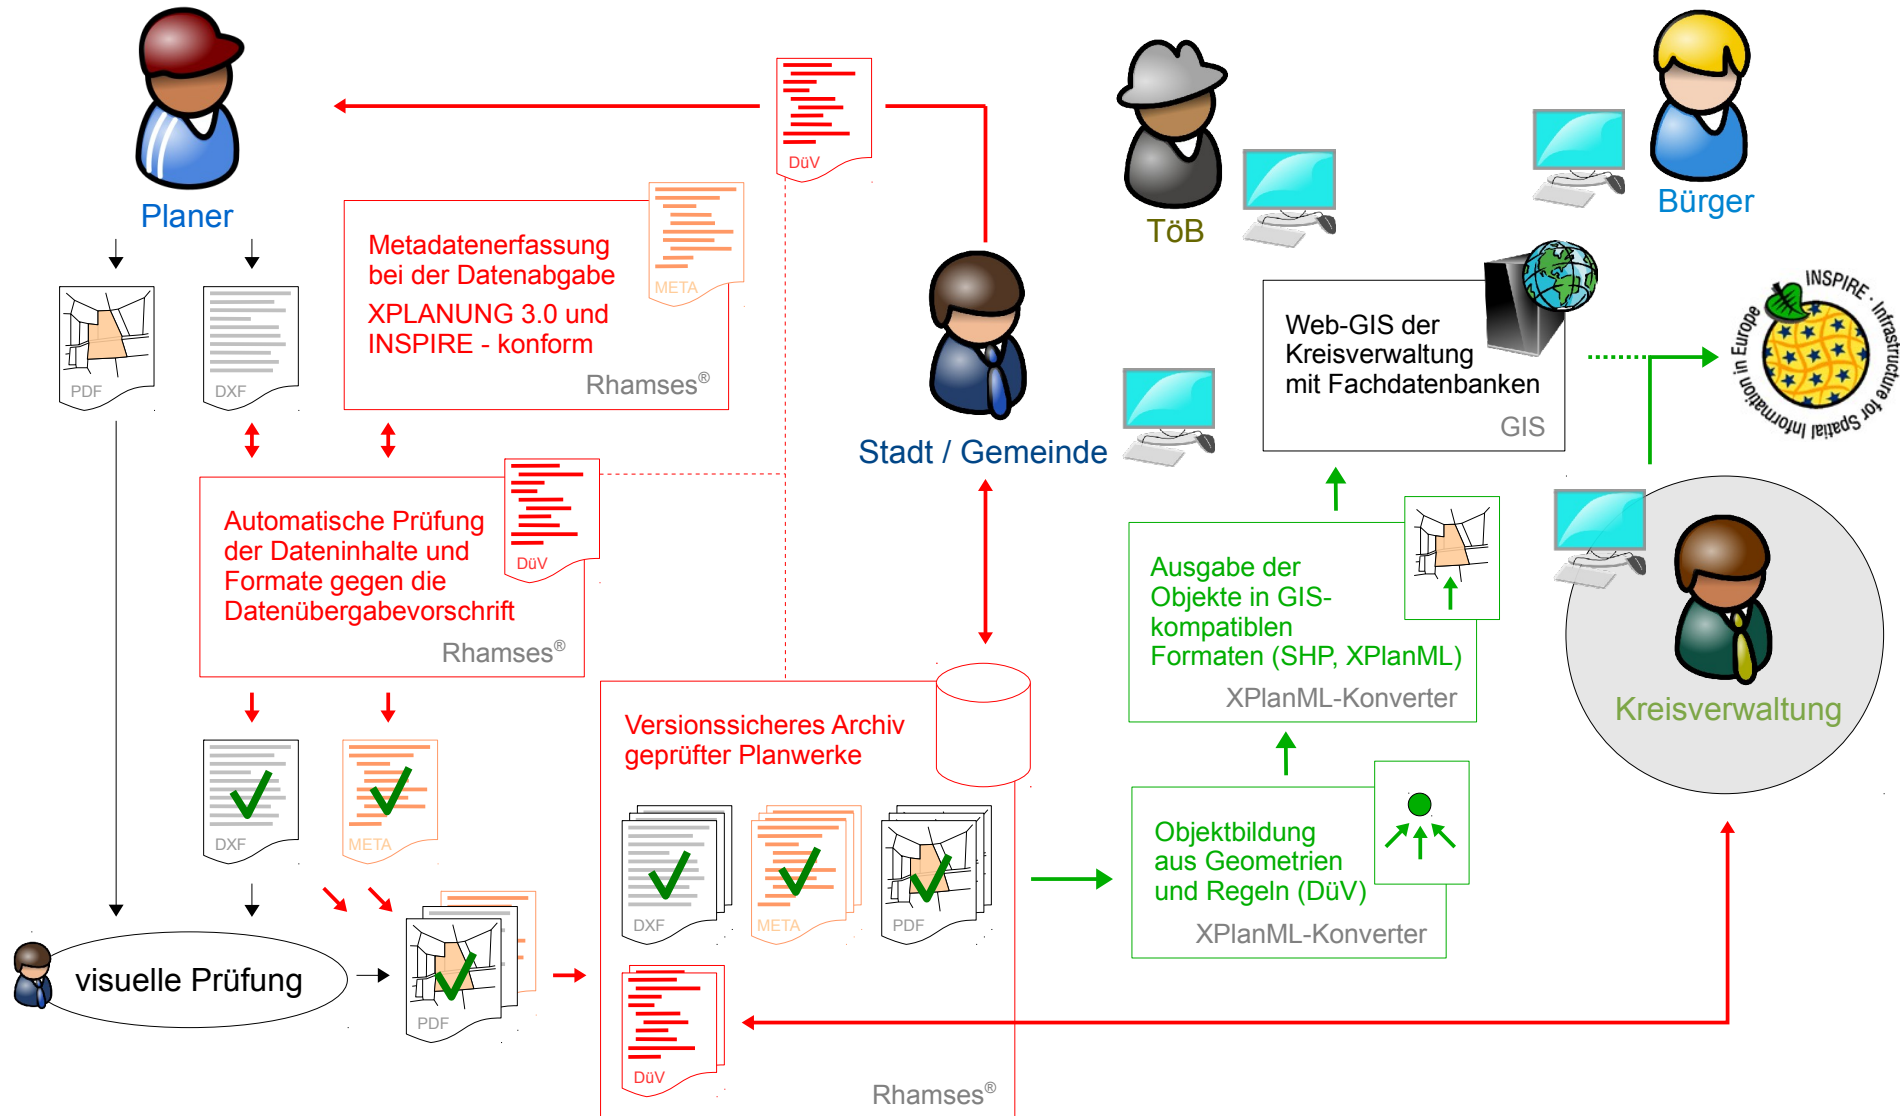 DüV
Planer
TöB
Bürger
META
Metadatenerfassung
bei der Datenabgabe
XPLANUNG 3.0 und
INSPIRE - konform
Rhamses®
PDF
DXF
Stadt / Gemeinde
Web-GIS der
Kreisverwaltung
mit Fachdatenbanken
GIS
INSPIRE · Infrastructure for Spatial Information in Europe
DüV
Automatische Prüfung
der Dateninhalte und
Formate gegen die
Datenübergabevorschrift
Rhamses®
Ausgabe der
Objekte in GIS-
kompatiblen
Formaten (SHP, XPlanML)
XPlanML-Konverter
Kreisverwaltung
DXF
META
Versionssicheres Archiv
geprüfter Planwerke
DXF
META
PDF
DüV
Rhamses®
Objektbildung
aus Geometrien
und Regeln (DüV)
XPlanML-Konverter
visuelle Prüfung
PDF